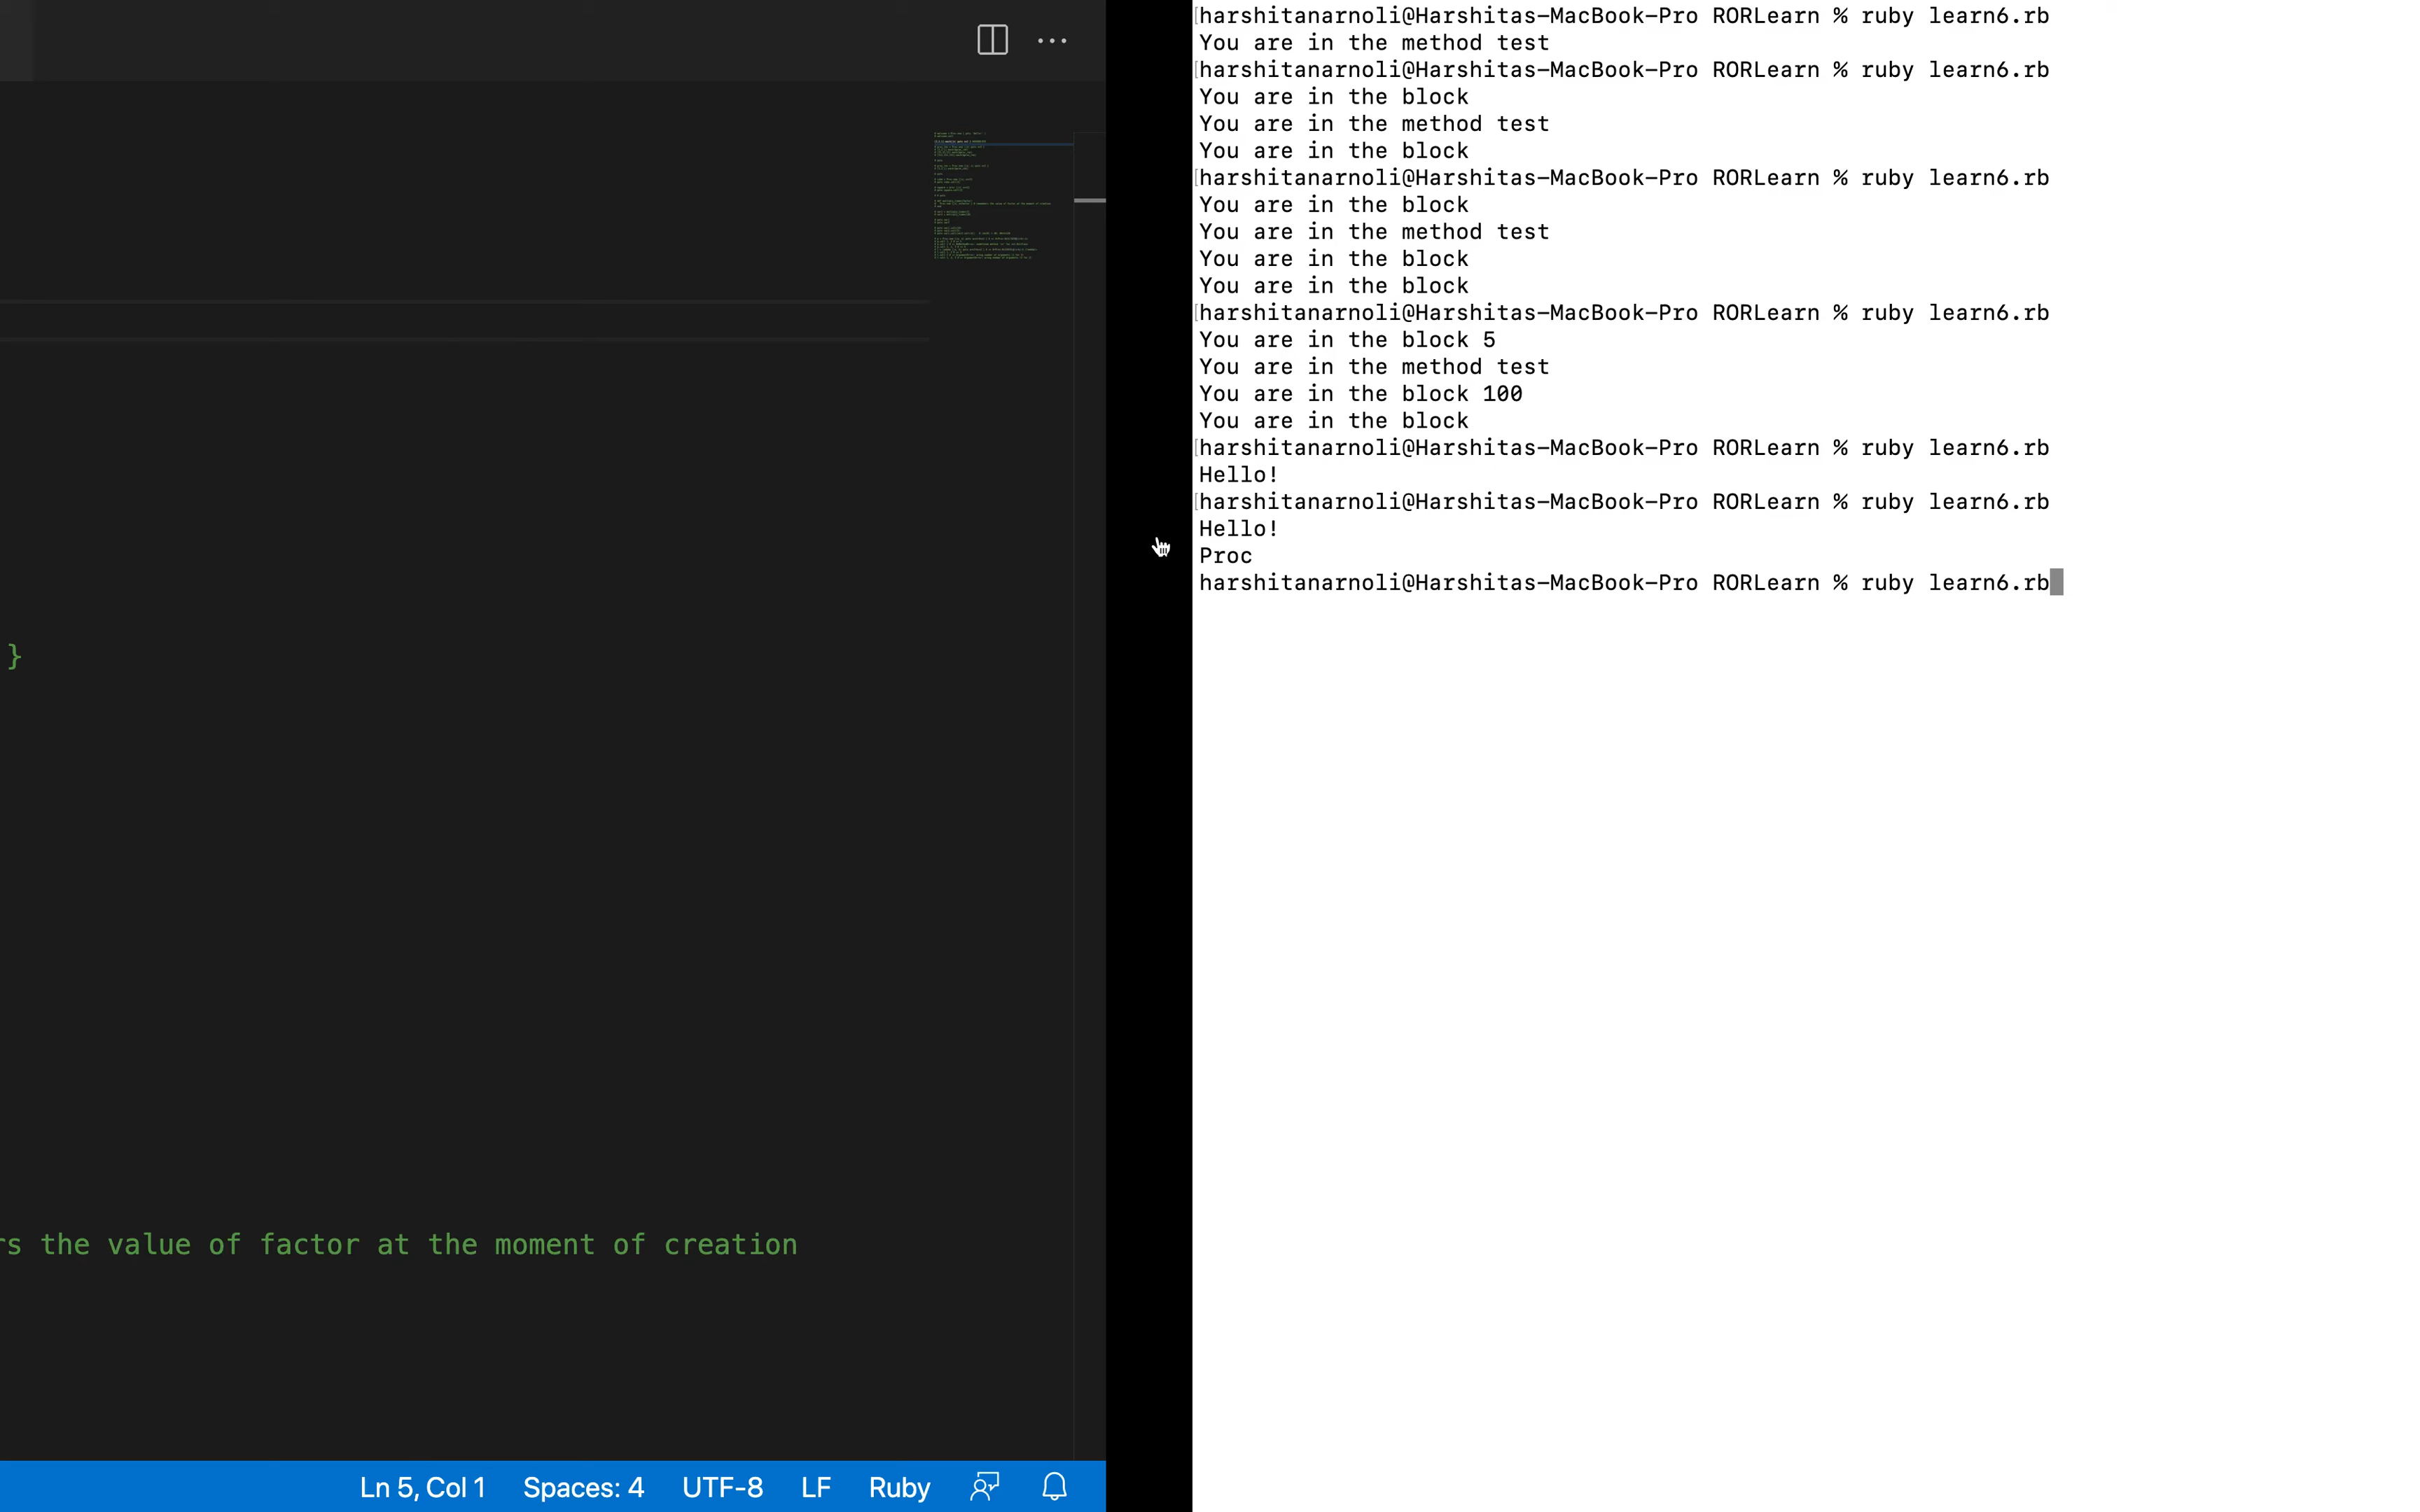 }
rs the value of factor at the moment of creation
Ln 5, Col 1 Spaces: 4 UTF-8 LF Ruby
harshitanarnoli@Harshitas-MacBook-Pro RORLearn % ruby learn6.rb
You are in the method test
harshitanarnoli@Harshitas-MacBook-Pro RORLearn % ruby learn6.rb
You are in the block
You are in the method test
You are in the block
harshitanarnoli@Harshitas-MacBook-Pro RORLearn % ruby learn6.rb
You are in the block
You are in the method test
You are in the block
You are in the block
harshitanarnoli@Harshitas-MacBook-Pro RORLearn % ruby learn6.rb
You are in the block 5
You are in the method test
You are in the block 100
You are in the block
harshitanarnoli@Harshitas-MacBook-Pro RORLearn % ruby learn6.rb
Hello!
harshitanarnoli@Harshitas-MacBook-Pro RORLearn % ruby learn6.rb
Hello!
Proc
harshitanarnoli@Harshitas-MacBook-Pro RORLearn % ruby learn6.rb